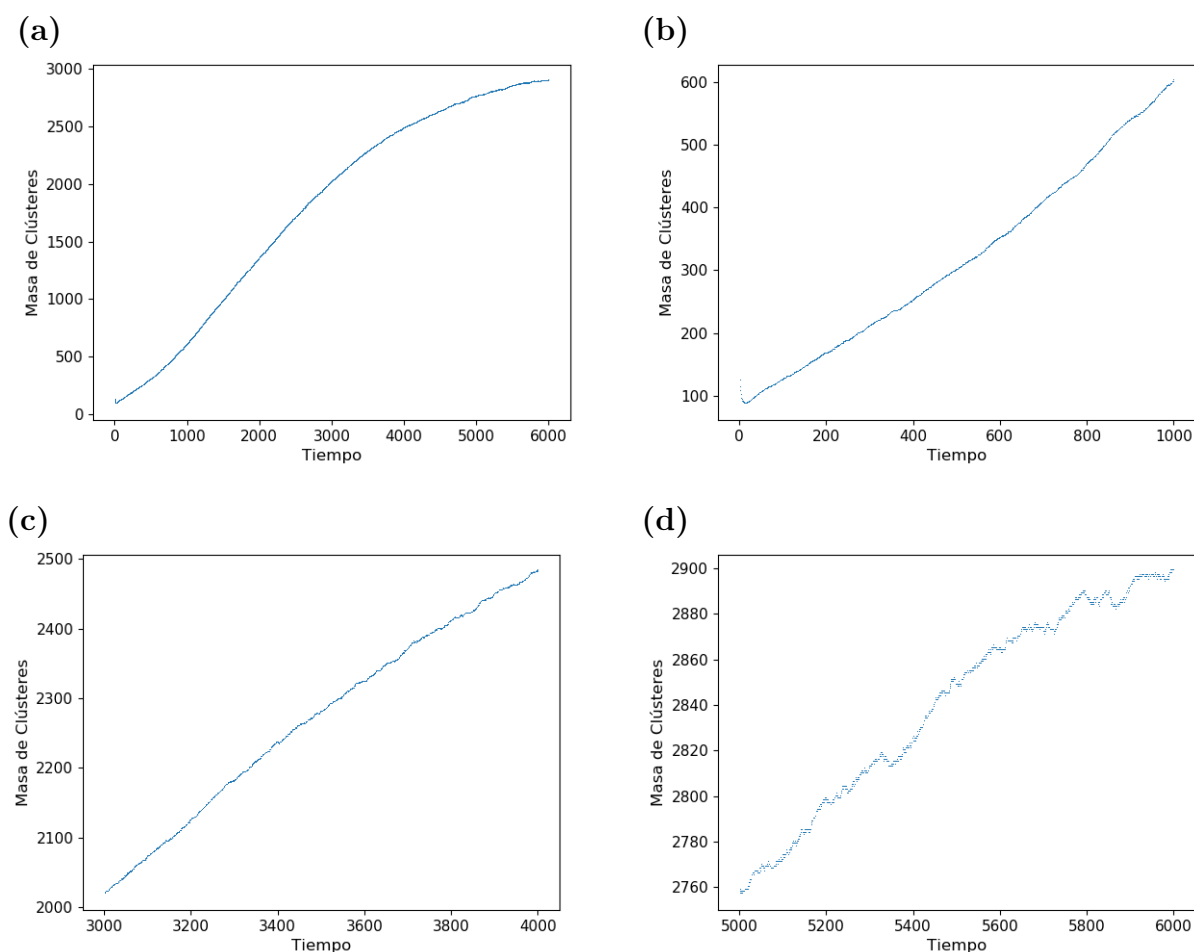 (a)
3000
2500
2000
1500
1000
500
0
Masa de Clústeres
0 1000 2000 3000 4000 5000 6000
Tiempo
(b)
600
500
400
300
200
100
Masa de Clústeres
0 200 400 600 800 1000
Tiempo
(c)
2500
2400
2300
2200
2100
2000
Masa de Clústeres
3000 3200 3400 3600 3800 4000
Tiempo
(d)
2900
2880
2860
2840
2820
2800
2780
2760
Masa de Clústeres
5000 5200 5400 5600 5800 6000
Tiempo